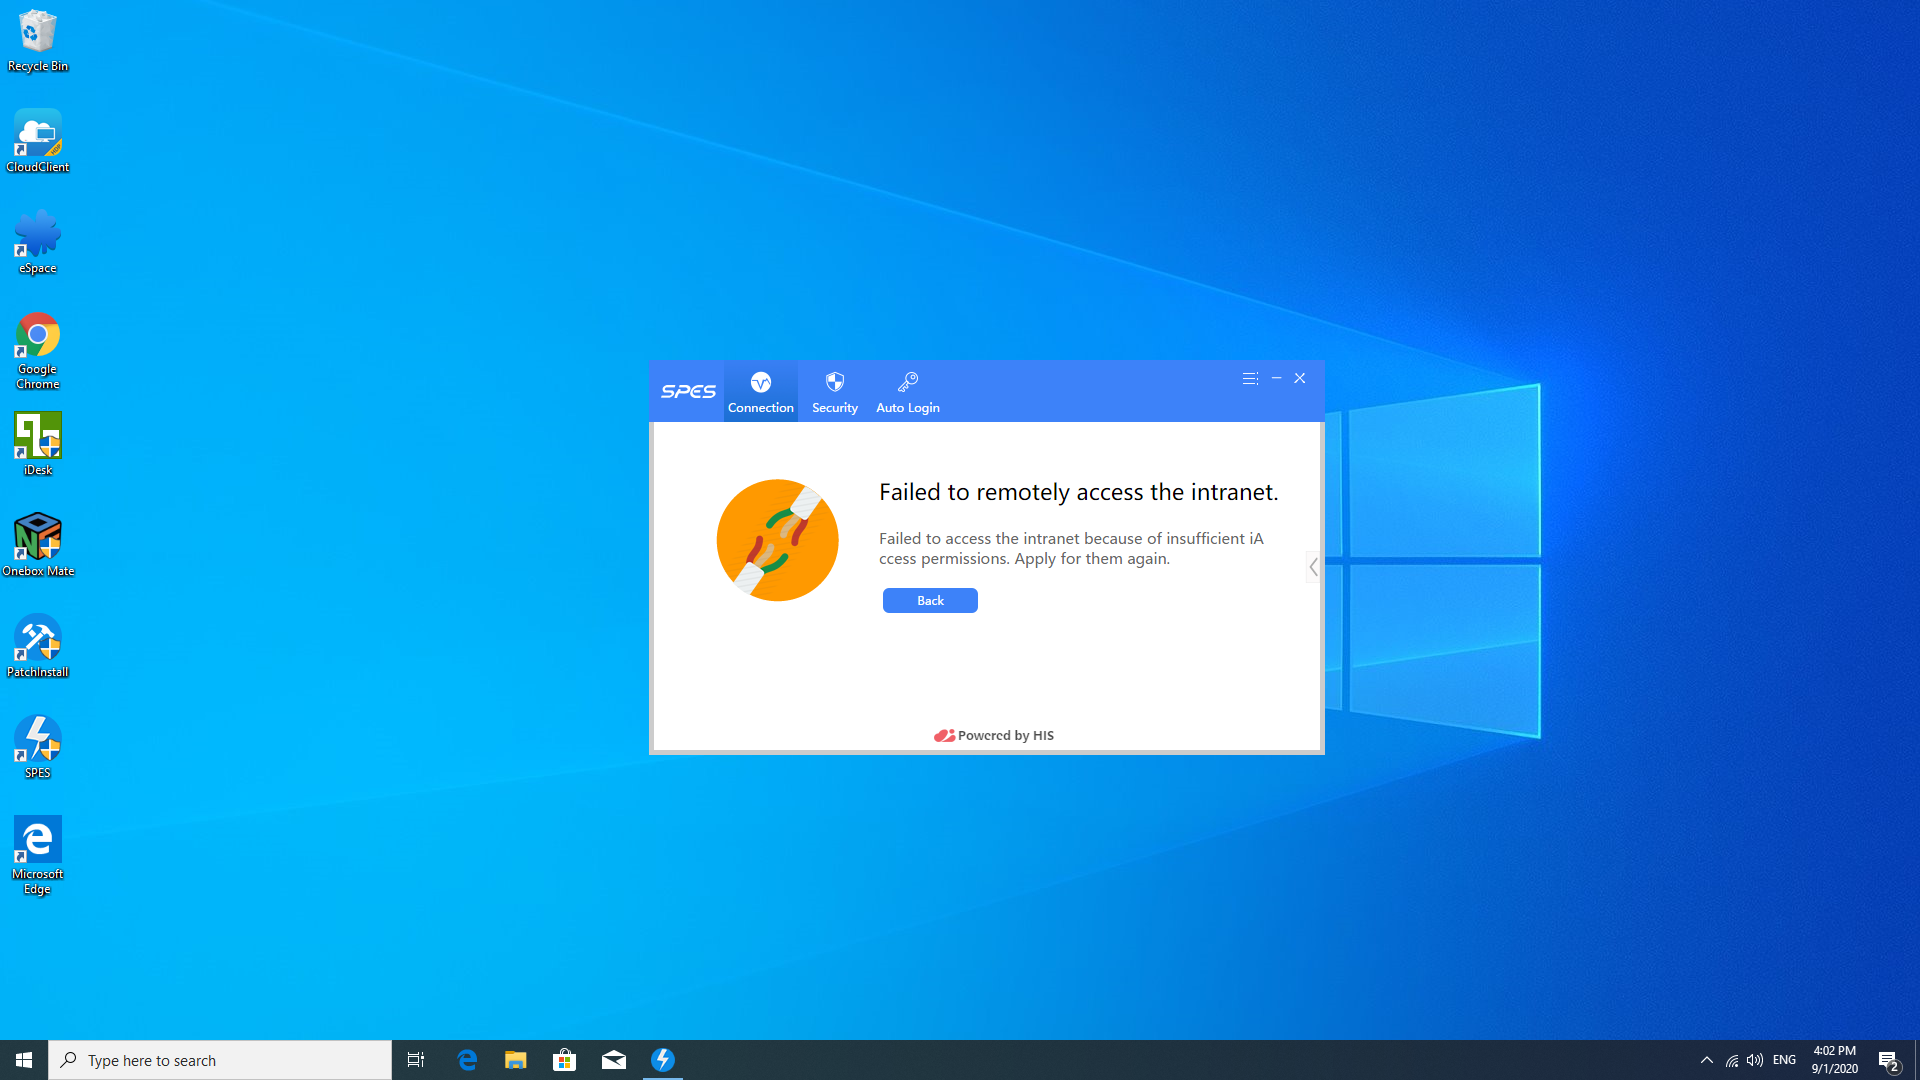 Recycle Bin
CloudClient
eSpace
Google
Chrome
iDesk
Onebox Mate
PatchInstall
SPES
Microsoft
Edge
SPES
Connection
Security
Auto Login
Failed to remotely access the intranet.
Failed to access the intranet because of insufficient iA
ccess permissions. Apply for them again.
Back
Powered by HIS
Type here to search
ENG
4:02 PM
9/1/2020
2